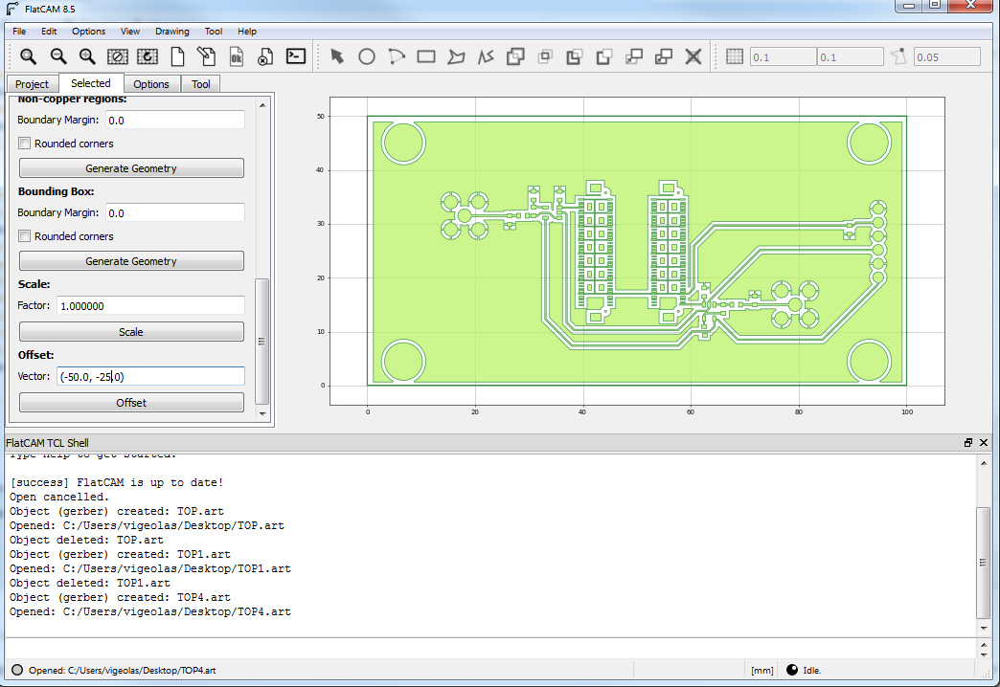 FlatCAM 8.5
File Edit Options View Drawing Tool Help
0.1 0.1 0.05
Project Selected Options Tool
Non-copper regions:
Boundary Margin: 0.0
Rounded corners
Generate Geometry
Bounding Box:
Boundary Margin: 0.0
Rounded corners
Generate Geometry
Scale:
Factor: 1.000000
Scale
Offset:
Vector: (-50.0, -25.0)
Offset
50
40
30
20
10
0
0 20 40 60 80 100
FlatCAM TCL Shell
Type help to get started.
[success] FlatCAM is up to date!
Open cancelled.
Object (gerber) created: TOP.art
Opened: C:/Users/vigeolas/Desktop/TOP.art
Object deleted: TOP.art
Object (gerber) created: TOP1.art
Opened: C:/Users/vigeolas/Desktop/TOP1.art
Object deleted: TOP1.art
Object (gerber) created: TOP4.art
Opened: C:/Users/vigeolas/Desktop/TOP4.art
Opened: C:/Users/vigeolas/Desktop/TOP4.art [mm] Idle.